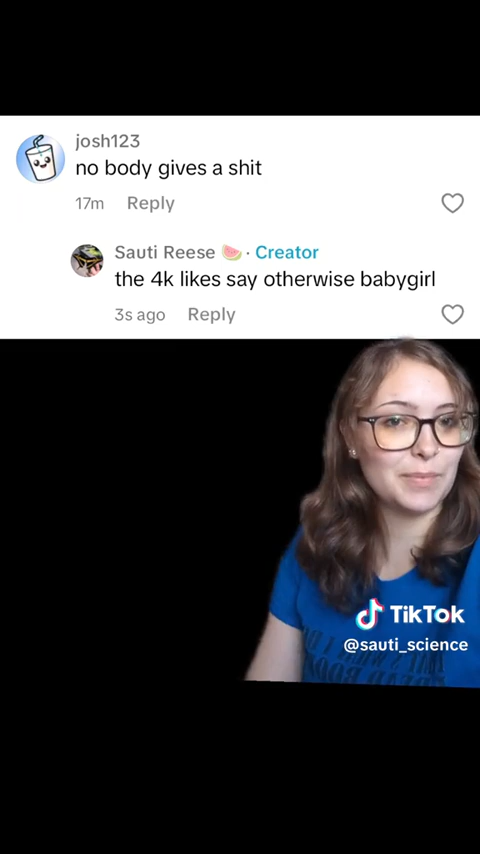 josh123
no body gives a shit
17m Reply
Sauti Reese 🍉 · Creator
the 4k likes say otherwise babygirl
3s ago Reply
TikTok
@sauti_science